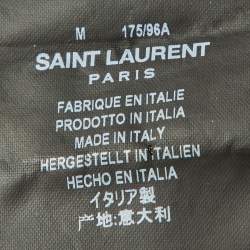 M 175/96A
SAINT LAURENT
PARIS
FABRIQUE EN ITALIE
PRODOTTO IN ITALIA
MADE IN ITALY
HERGESTELLT IN ITALIEN
HECHO EN ITALIA
イタリア製
产地:意大利